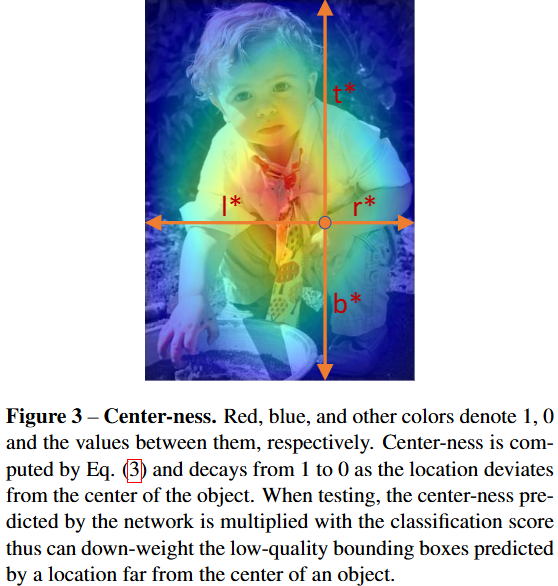 t*
l* r*
b*
Figure 3 – Center-ness. Red, blue, and other colors denote 1, 0
and the values between them, respectively. Center-ness is com-
puted by Eq. (3) and decays from 1 to 0 as the location deviates
from the center of the object. When testing, the center-ness pre-
dicted by the network is multiplied with the classification score
thus can down-weight the low-quality bounding boxes predicted
by a location far from the center of an object.